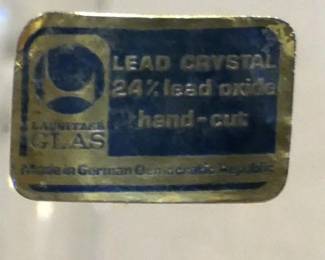 LEAD CRYSTAL
24% lead oxide
hand-cut
LAUSITZER
GLAS
Made in German Democratic Republic